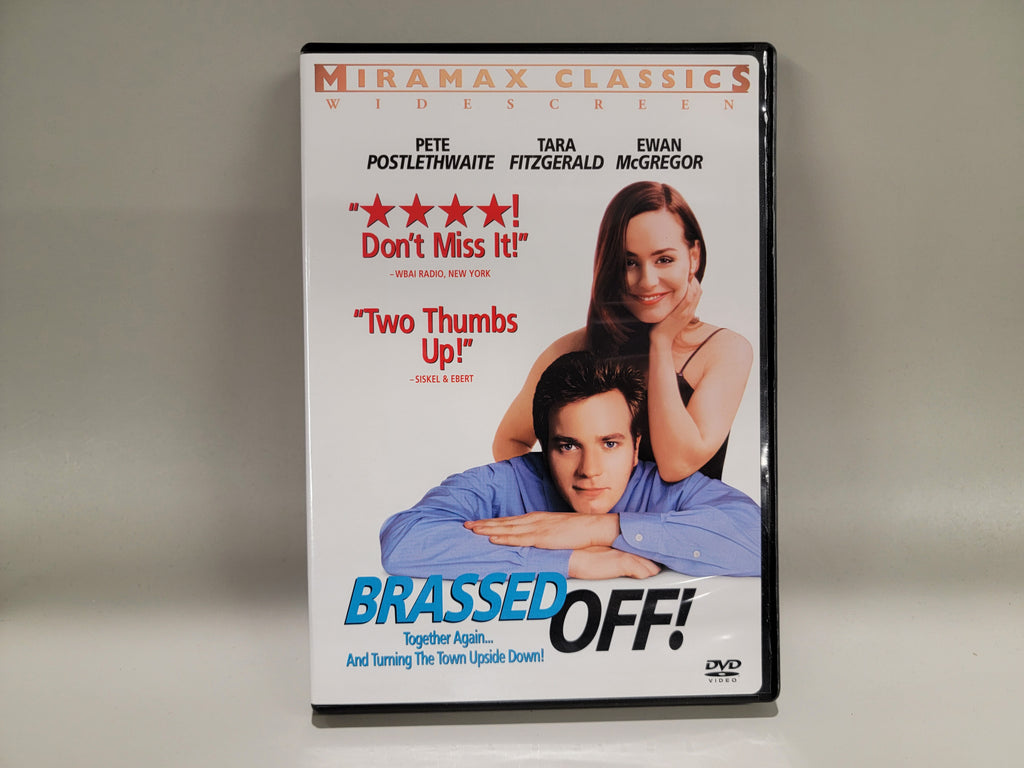 MIRAMAX CLASSICS
WIDESCREEN
PETE POSTLETHWAITE
TARA FITZGERALD
EWAN McGREGOR
"★★★★!
Don't Miss It!"
–WBAI RADIO, NEW YORK
"Two Thumbs
Up!"
–SISKEL & EBERT
BRASSED
OFF!
Together Again...
And Turning The Town Upside Down!
DVD
VIDEO